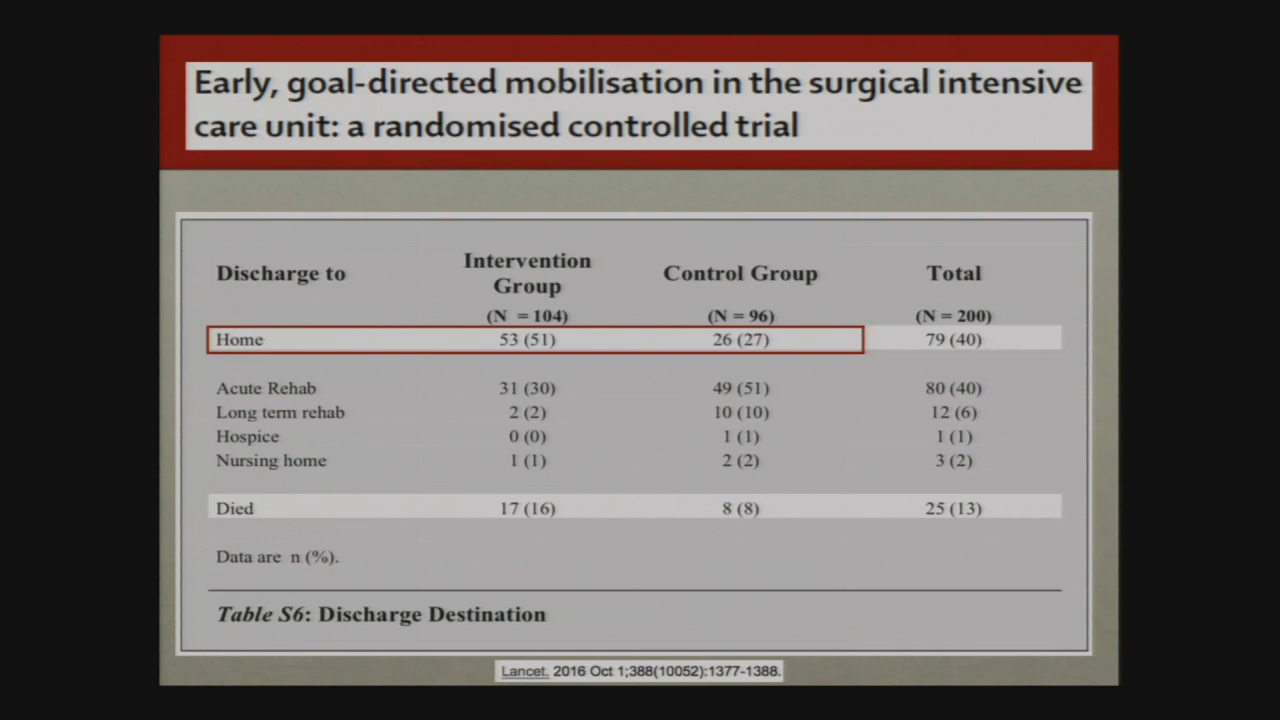 Early, goal-directed mobilisation in the surgical intensive
care unit: a randomised controlled trial
Discharge to Intervention Group Control Group Total
(N = 104) (N = 96) (N = 200)
Home 53 (51) 26 (27) 79 (40)
Acute Rehab 31 (30) 49 (51) 80 (40)
Long term rehab 2 (2) 10 (10) 12 (6)
Hospice 0 (0) 1 (1) 1 (1)
Nursing home 1 (1) 2 (2) 3 (2)
Died 17 (16) 8 (8) 25 (13)
Data are n (%).
Table S6: Discharge Destination
Lancet. 2016 Oct 1;388(10052):1377-1388.